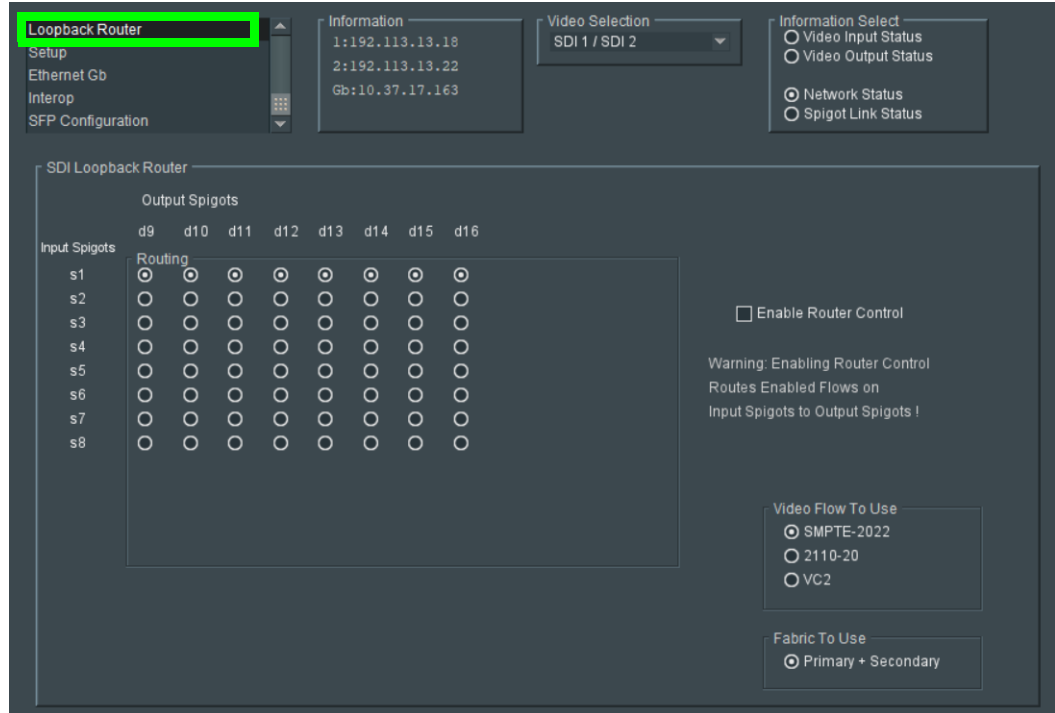 Loopback Router
Setup
Ethernet Gb
Interop
SFP Configuration
Information
1:192.113.13.18
2:192.113.13.22
Gb:10.37.17.163
Video Selection
SDI 1 / SDI 2
Information Select
Video Input Status
Video Output Status
Network Status
Spigot Link Status
SDI Loopback Router
Output Spigots
d9 d10 d11 d12 d13 d14 d15 d16
Input Spigots
Routing
s1
s2
s3
s4
s5
s6
s7
s8
Enable Router Control
Warning: Enabling Router Control
Routes Enabled Flows on
Input Spigots to Output Spigots !
Video Flow To Use
SMPTE-2022
2110-20
VC2
Fabric To Use
Primary + Secondary